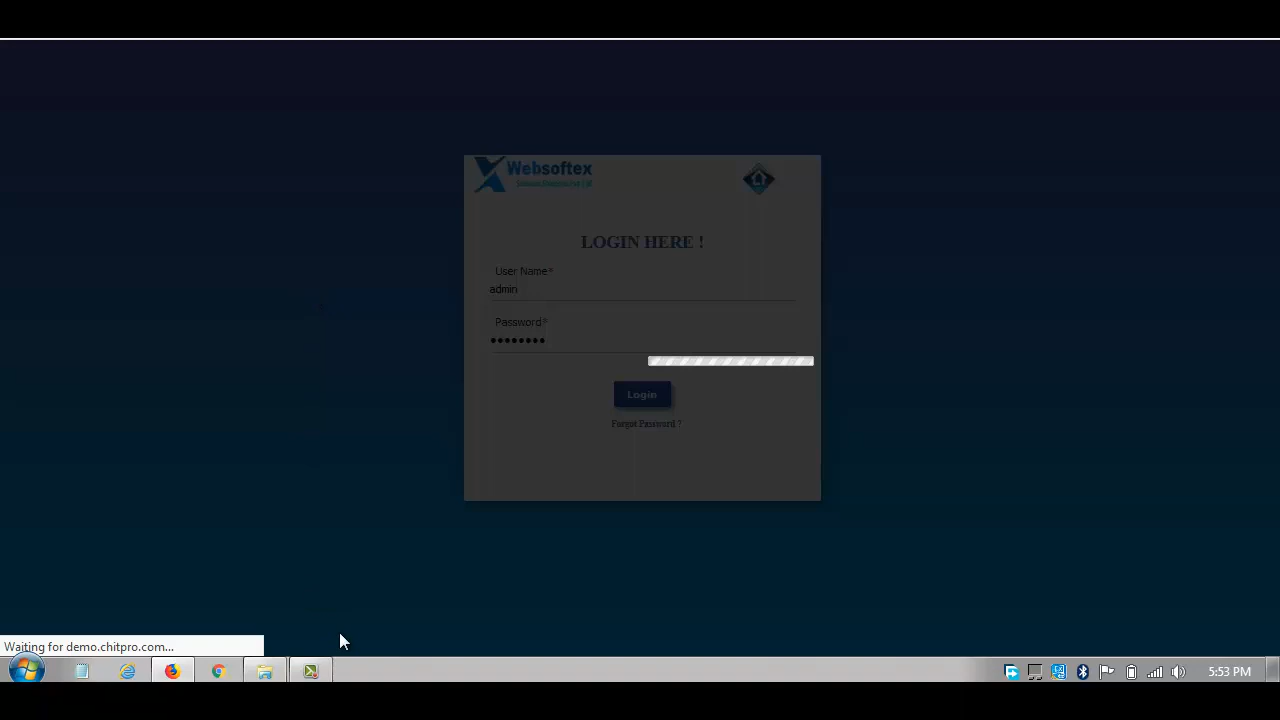 Websoftex
LOGIN HERE !
User Name*
admin
Password*
Login
Forgot Password ?
Waiting for demo.chitpro.com...
5:53 PM